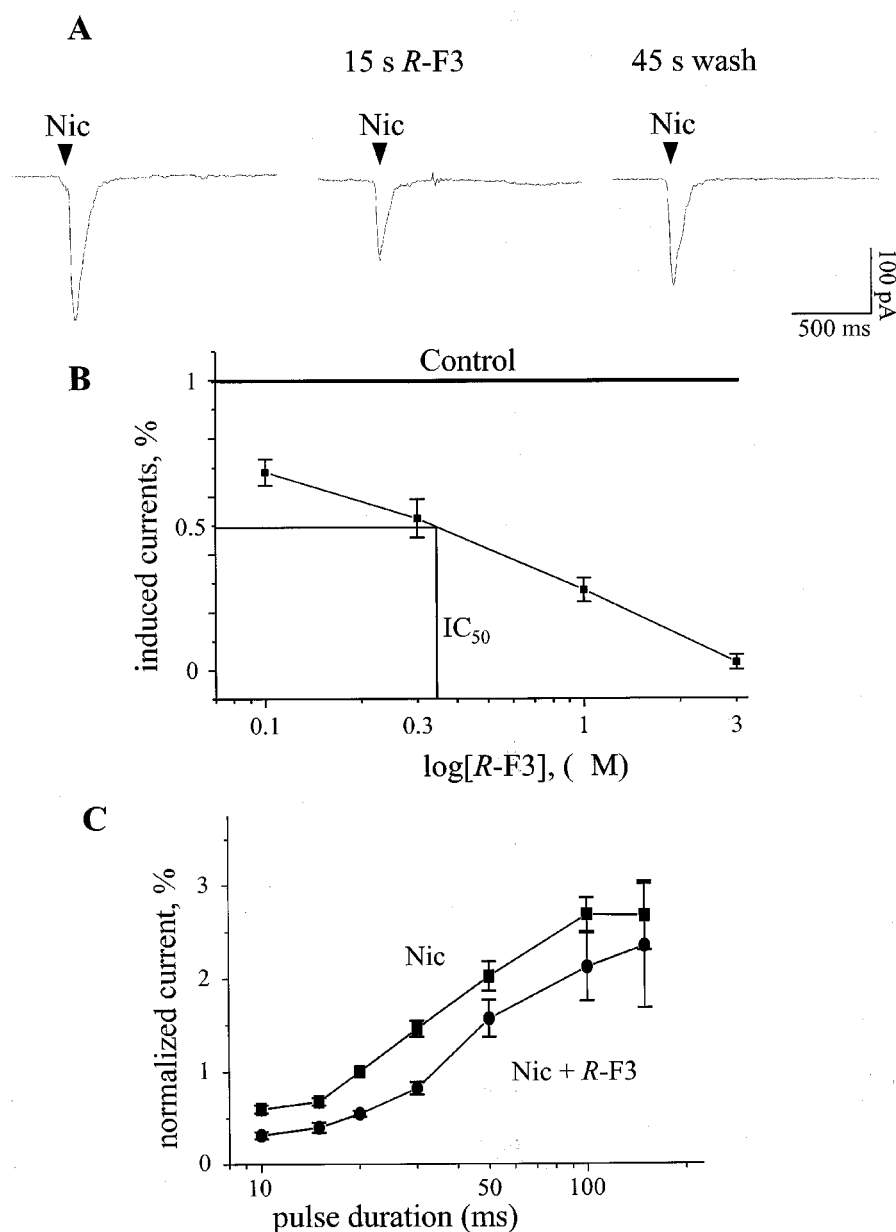 A
15 s R-F3
45 s wash
Nic
Nic
Nic
100 pA
500 ms
B
Control
induced currents, %
1
0.5
0
IC50
0.1
0.3
1
3
log[R-F3], ( M)
C
normalized current, %
3
2
1
0
Nic
Nic + R-F3
10
50
100
pulse duration (ms)